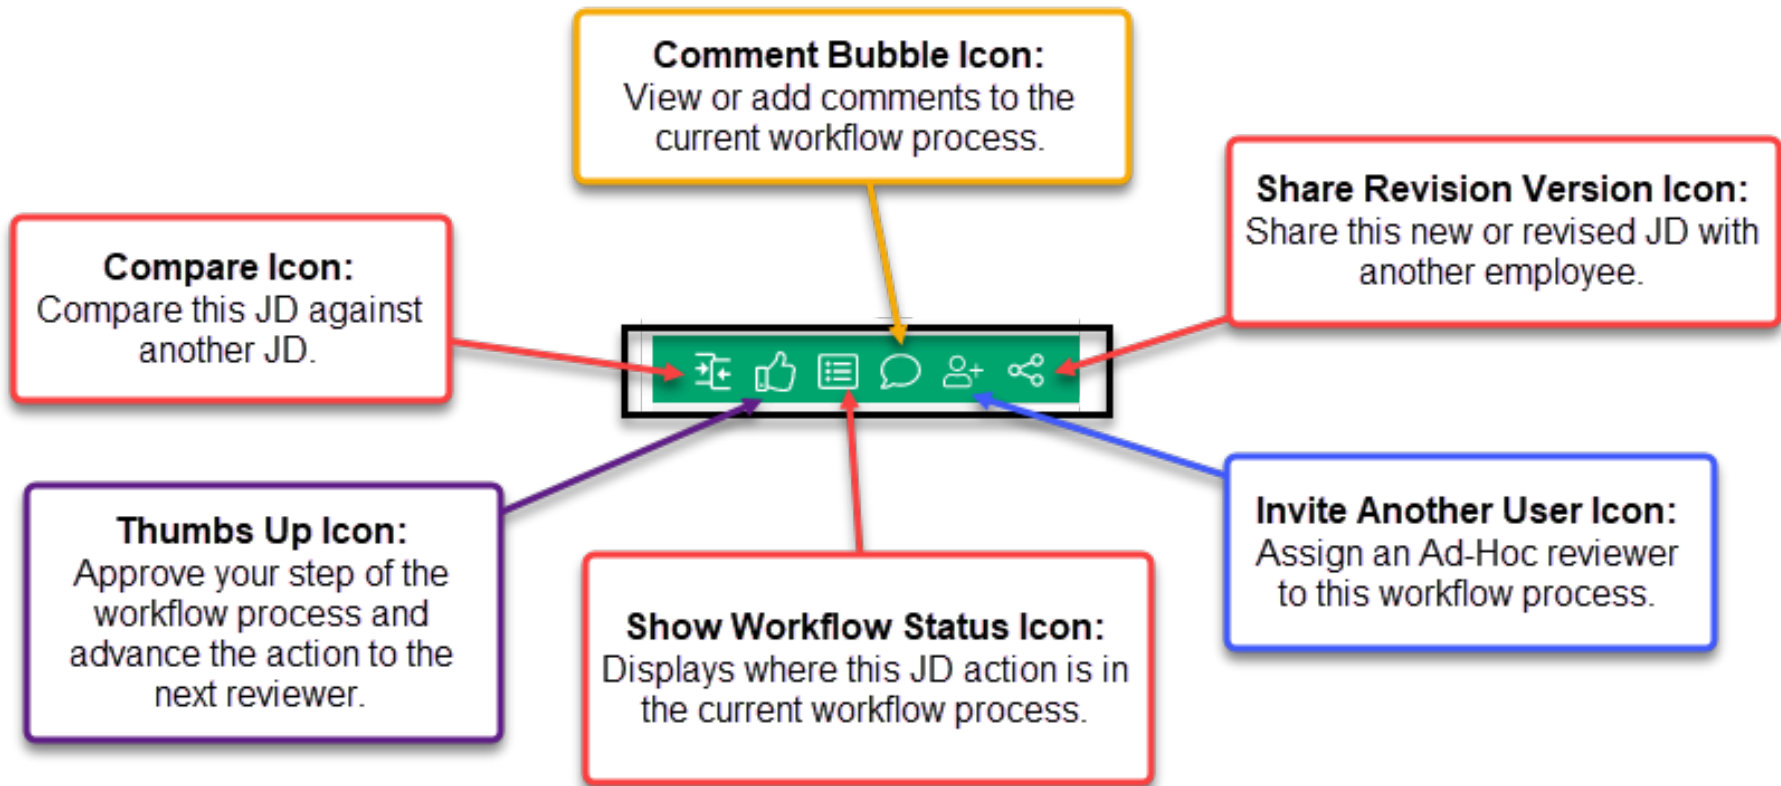 Comment Bubble Icon:
View or add comments to the
current workflow process.
Share Revision Version Icon:
Share this new or revised JD with
another employee.
Compare Icon:
Compare this JD against
another JD.
Thumbs Up Icon:
Approve your step of the
workflow process and
advance the action to the
next reviewer.
Show Workflow Status Icon:
Displays where this JD action is in
the current workflow process.
Invite Another User Icon:
Assign an Ad-Hoc reviewer
to this workflow process.